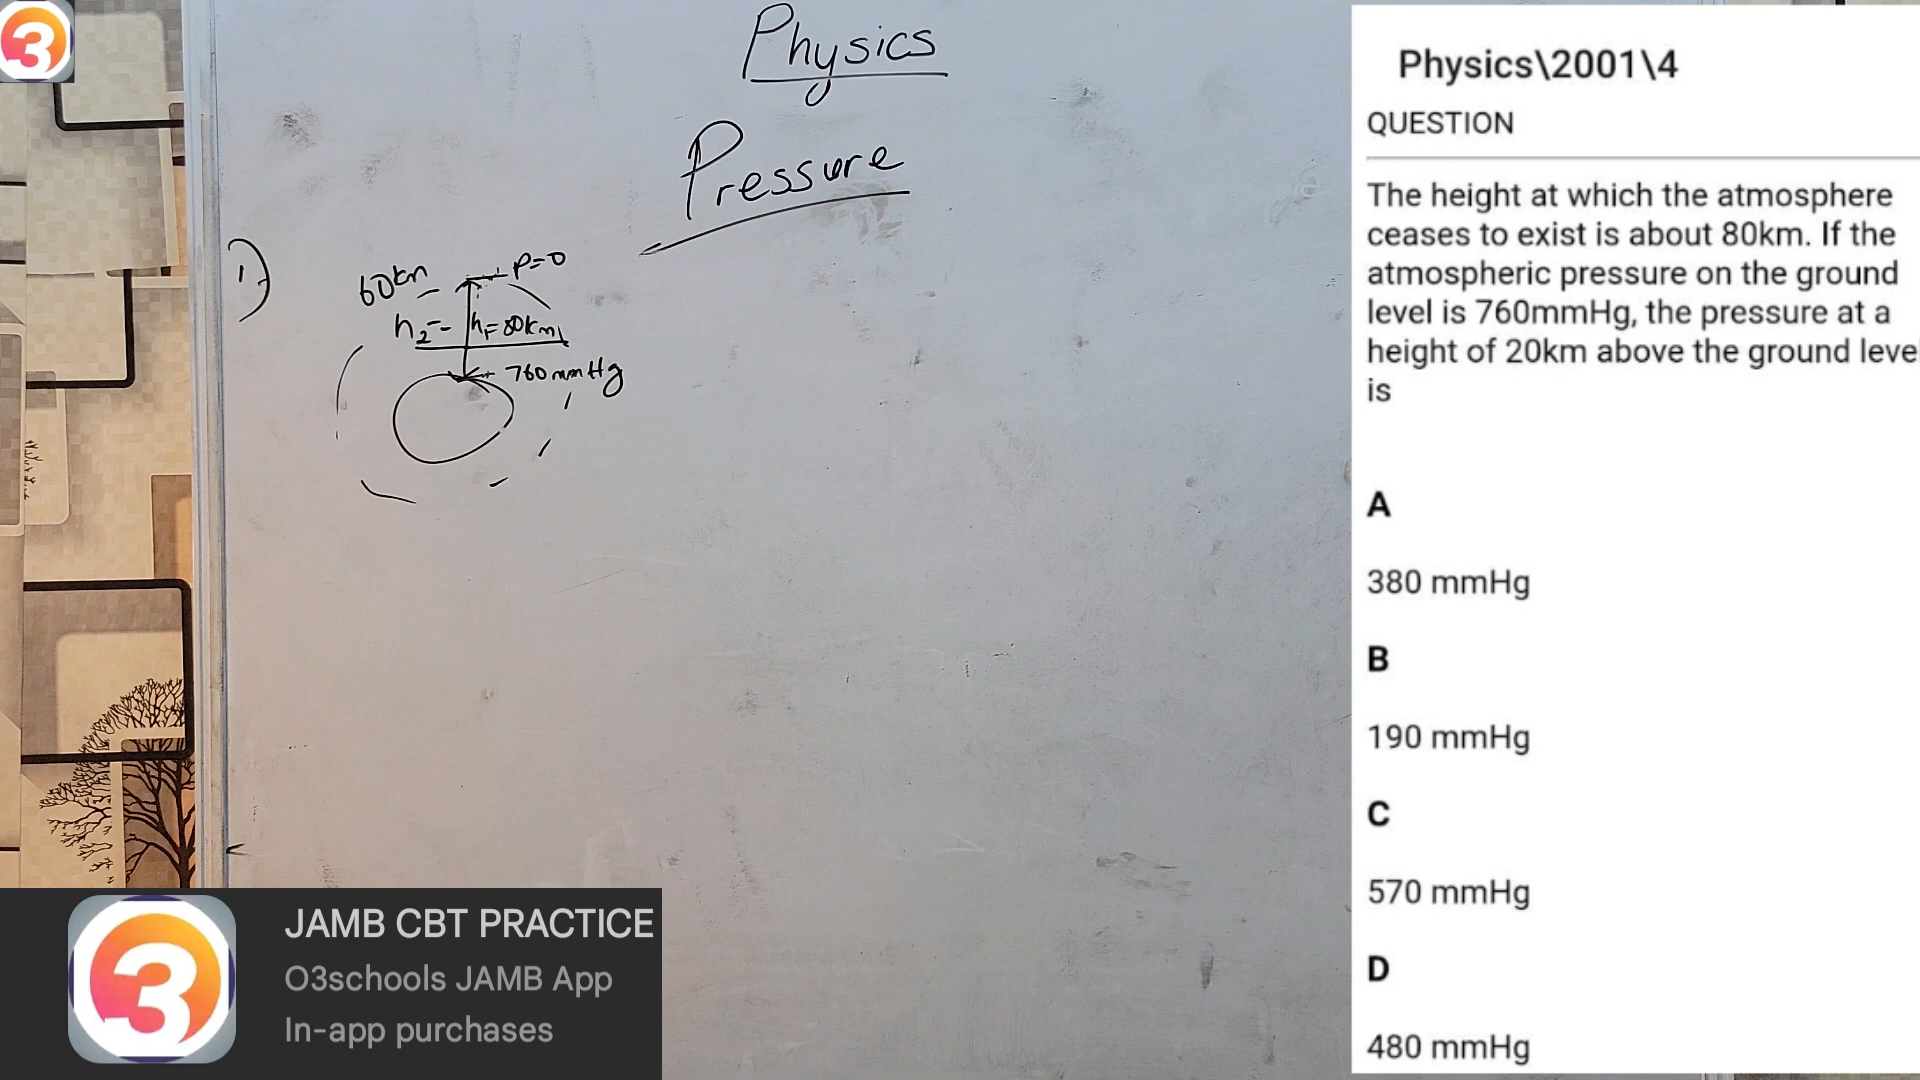 3
Physics
Pressure
1)
60km
P=0
h2=
h1=80km
760mmHg
Physics\2001\4
QUESTION
The height at which the atmosphere
ceases to exist is about 80km. If the
atmospheric pressure on the ground
level is 760mmHg, the pressure at a
height of 20km above the ground level
is
A
380 mmHg
B
190 mmHg
C
570 mmHg
D
480 mmHg
3
JAMB CBT PRACTICE
O3schools JAMB App
In-app purchases